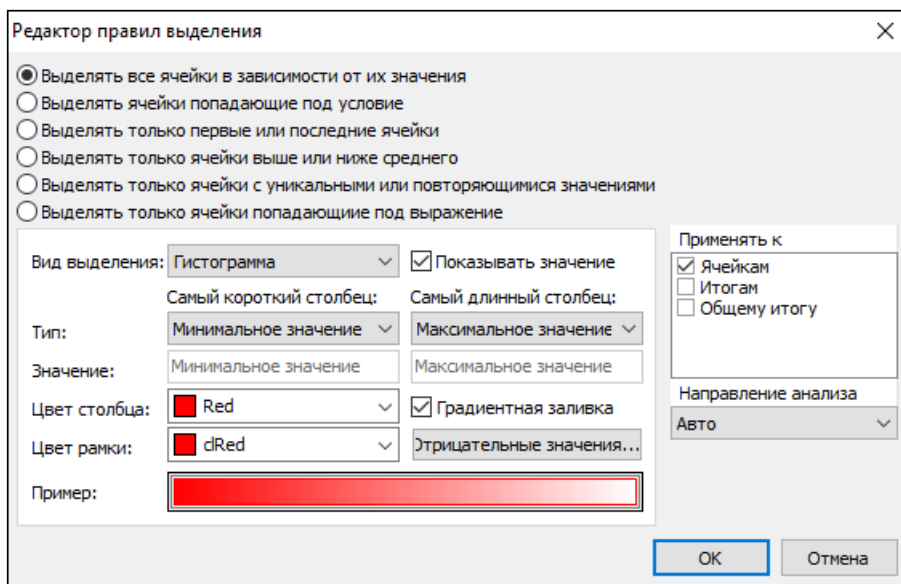 Редактор правил выделения
Выделять все ячейки в зависимости от их значения
Выделять ячейки попадающие под условие
Выделять только первые или последние ячейки
Выделять только ячейки выше или ниже среднего
Выделять только ячейки с уникальными или повторяющимися значениями
Выделять только ячейки попадающиие под выражение
Вид выделения: Гистограмма Показывать значение
Самый короткий столбец: Самый длинный столбец:
Тип: Минимальное значение Максимальное значение
Значение: Минимальное значение Максимальное значение
Цвет столбца: Red Градиентная заливка
Цвет рамки: clRed Отрицательные значения...
Пример:
Применять к
Ячейкам
Итогам
Общему итогу
Направление анализа
Авто
ОК Отмена